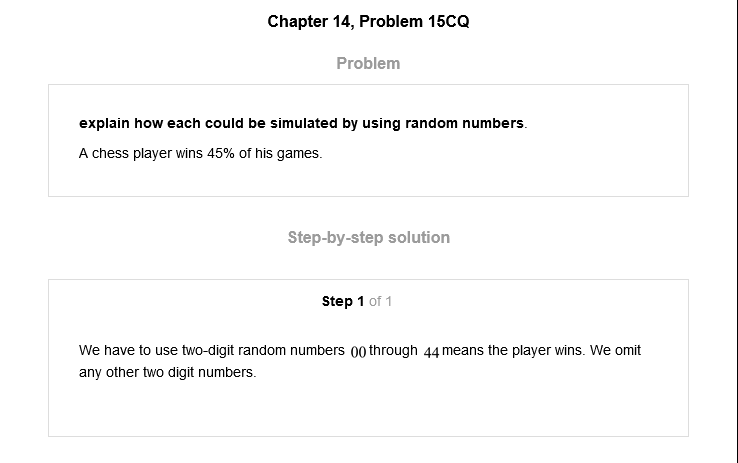 Chapter 14, Problem 15CQ
Problem
explain how each could be simulated by using random numbers.
A chess player wins 45% of his games.
Step-by-step solution
Step 1 of 1
We have to use two-digit random numbers 00 through 44 means the player wins. We omit
any other two digit numbers.